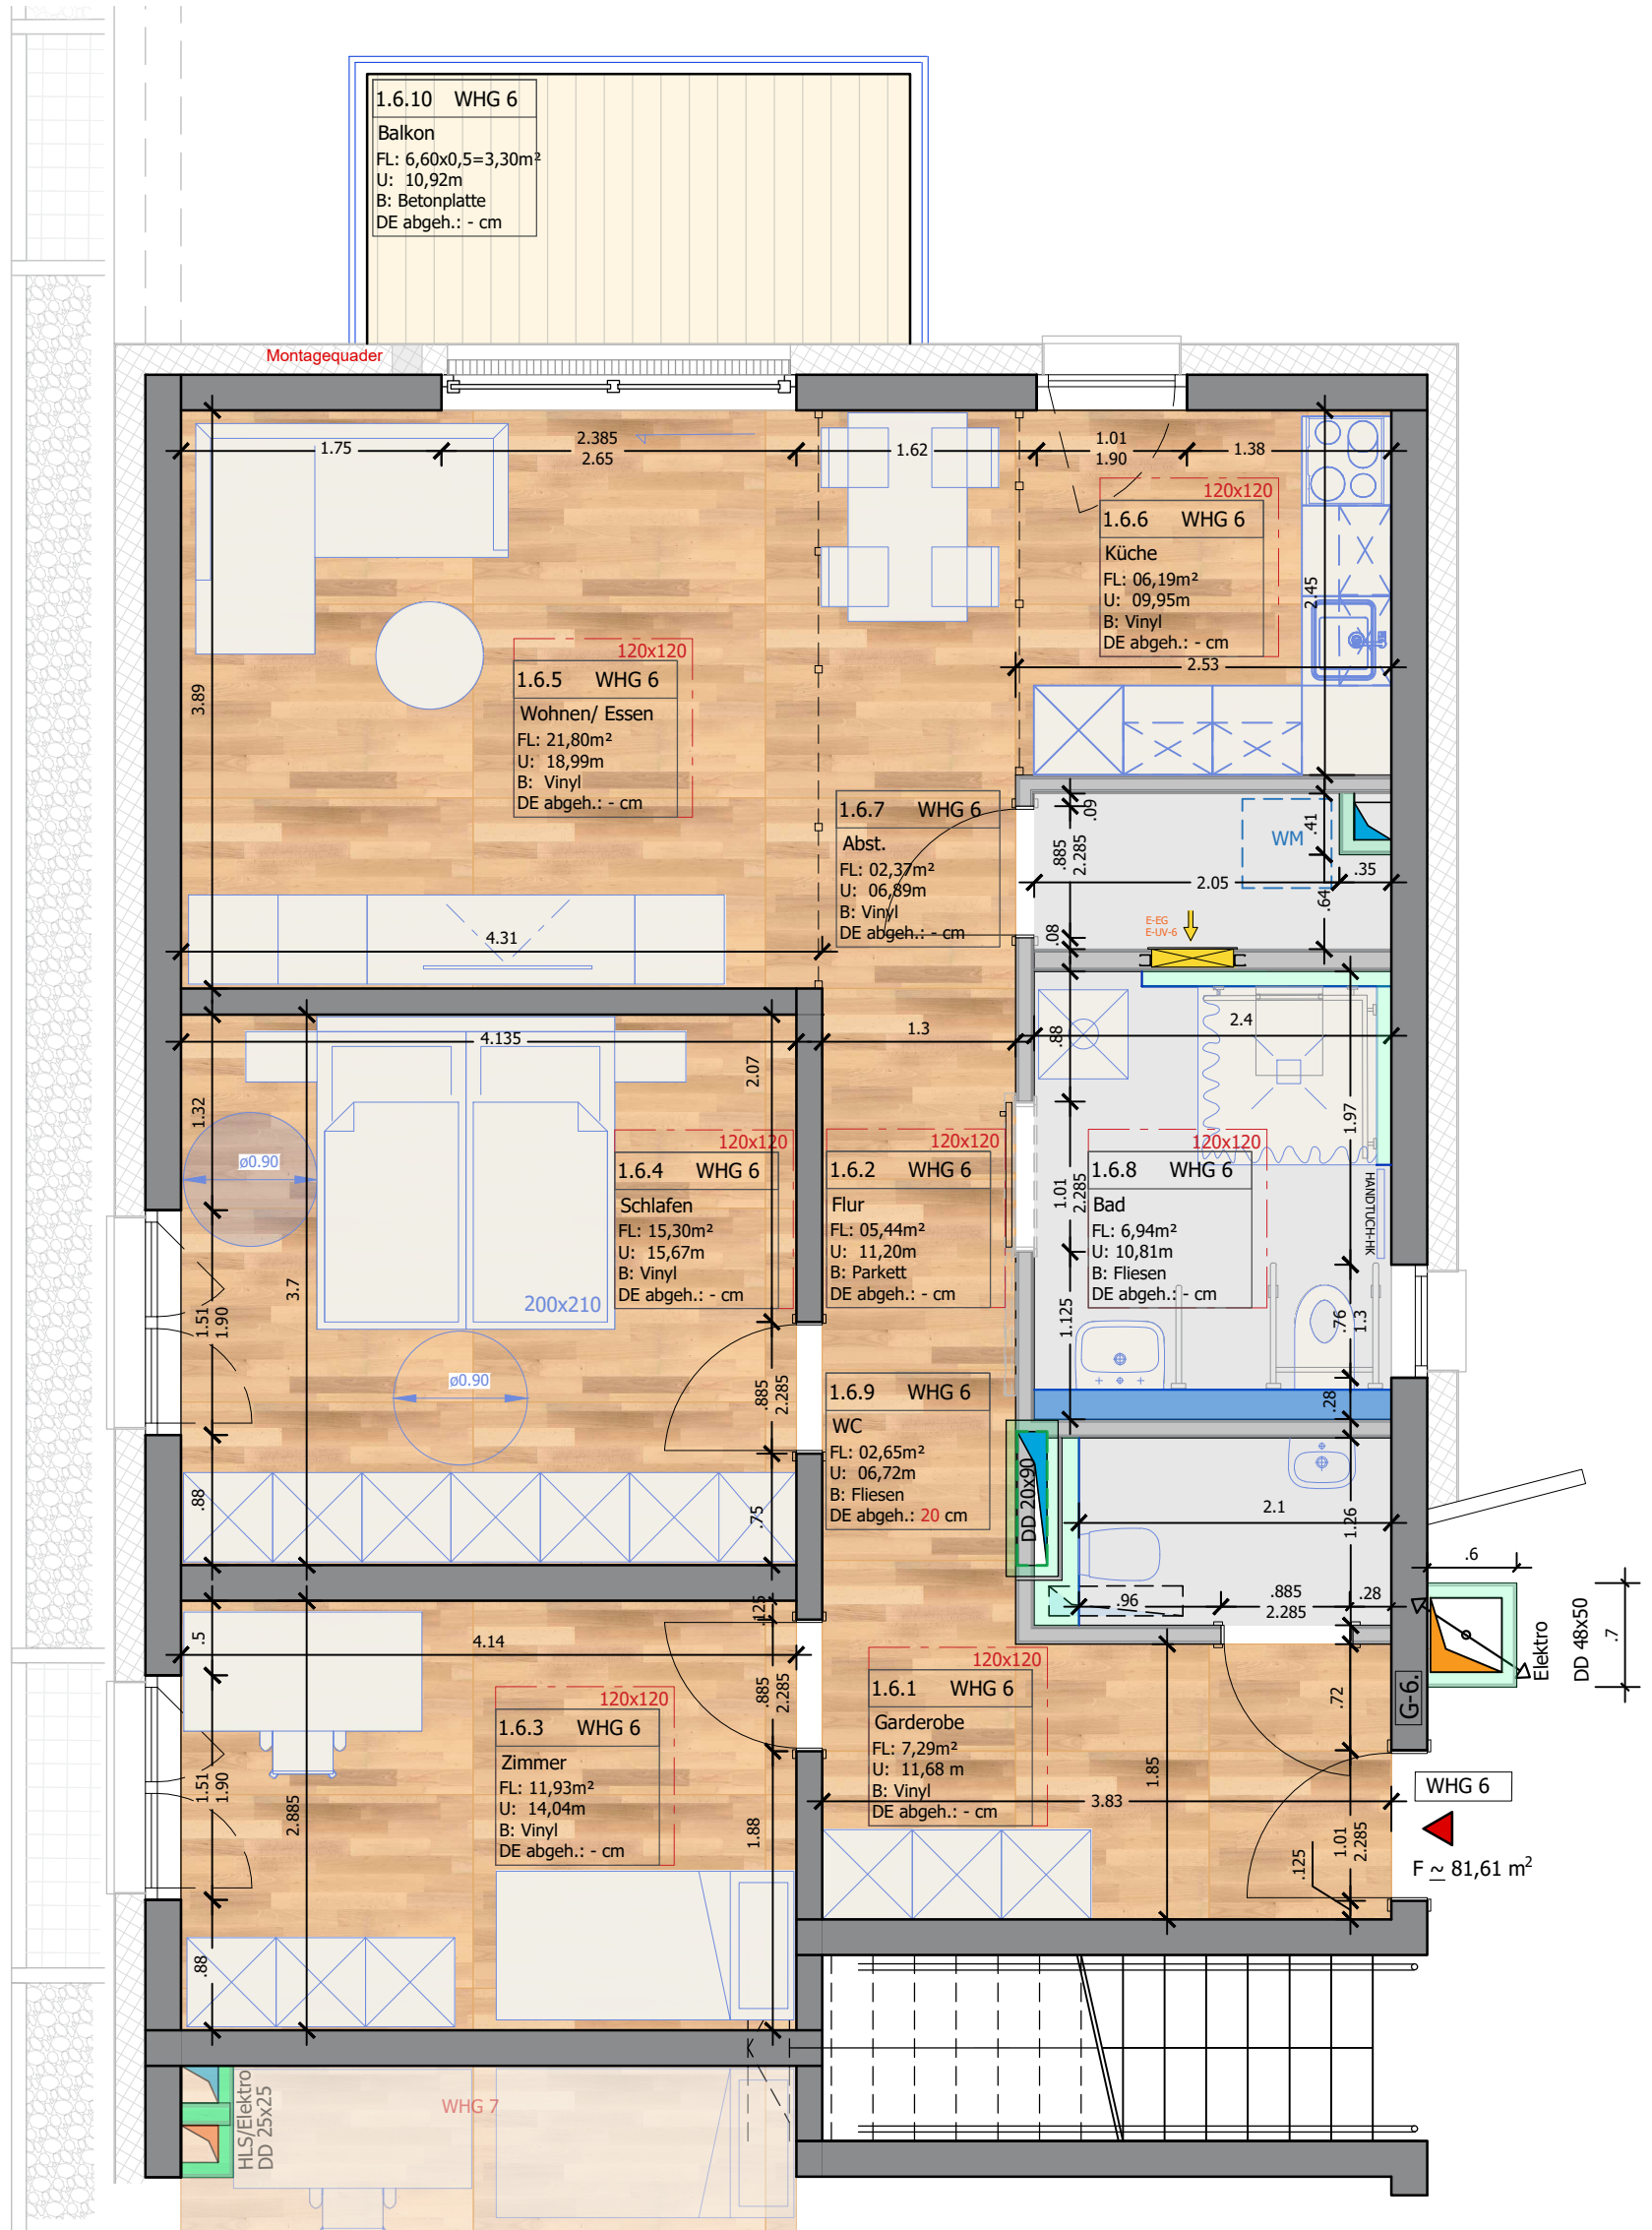 1.6.10 WHG 6
Balkon
FL: 6,60x0,5=3,30m²
U: 10,92m
B: Betonplatte
DE abgeh.: - cm
Montagequader
1.75
2.385
2.65
1.62
1.01
1.90
1.38
120x120
1.6.6 WHG 6
Küche
FL: 06,19m²
U: 09,95m
B: Vinyl
DE abgeh.: - cm
2.45
2.53
3.89
120x120
1.6.5 WHG 6
Wohnen/ Essen
FL: 21,80m²
U: 18,99m
B: Vinyl
DE abgeh.: - cm
1.6.7 WHG 6
Abst.
FL: 02,37m²
U: 06,89m
B: Vinyl
DE abgeh.: - cm
.09
.885
2.285
.08
WM
.41
.35
2.05
.64
E-EG
E-UV-6
4.31
4.135
1.3
2.4
.88
2.07
1.32
1.97
ø0.90
120x120
1.6.4 WHG 6
Schlafen
FL: 15,30m²
U: 15,67m
B: Vinyl
DE abgeh.: - cm
120x120
1.6.2 WHG 6
Flur
FL: 05,44m²
U: 11,20m
B: Parkett
DE abgeh.: - cm
1.01
2.285
120x120
1.6.8 WHG 6
Bad
FL: 6,94m²
U: 10,81m
B: Fliesen
DE abgeh.: - cm
HANDTUCH-HK
3.7
1.51
1.90
200x210
ø0.90
.885
2.285
1.125
.76
1.3
.28
1.6.9 WHG 6
WC
FL: 02,65m²
U: 06,72m
B: Fliesen
DE abgeh.: 20 cm
DD 20x90
.88
.75
2.1
1.26
.96
.885
2.285
.28
.6
Elektro
DD 48x50
.7
.125
.5
4.14
.885
2.285
120x120
1.6.3 WHG 6
Zimmer
FL: 11,93m²
U: 14,04m
B: Vinyl
DE abgeh.: - cm
120x120
1.6.1 WHG 6
Garderobe
FL: 7,29m²
U: 11,68 m
B: Vinyl
DE abgeh.: - cm
G-6.
.72
1.85
3.83
WHG 6
F ~ 81,61 m²
1.01
2.285
.125
1.51
1.90
2.885
1.88
.88
HLS/Elektro
DD 25x25
WHG 7